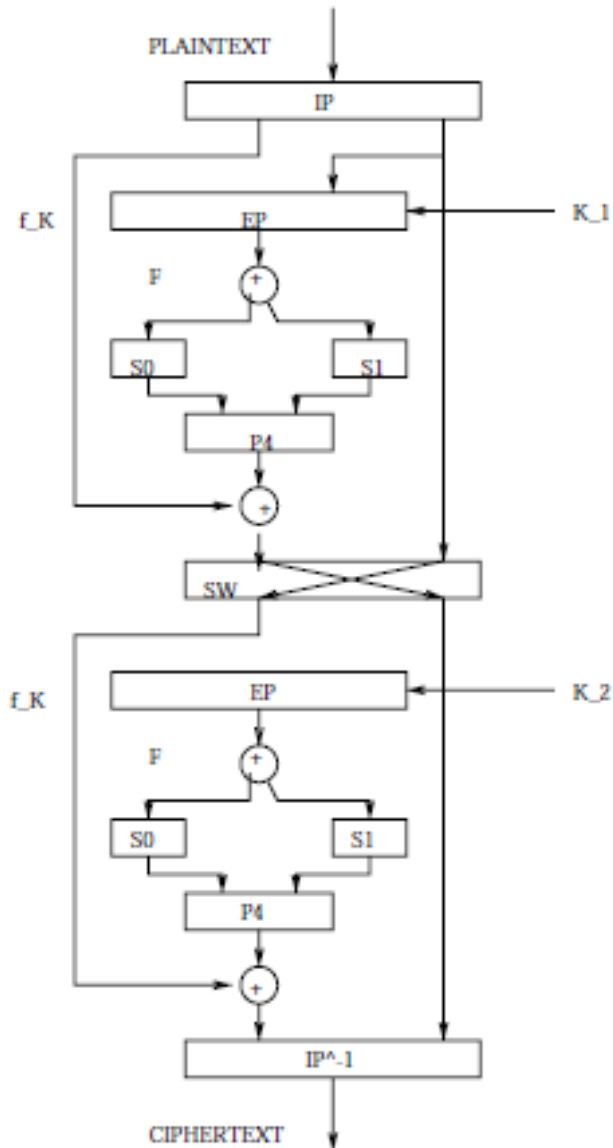 PLAINTEXT
IP
f_K
EP
K_1
F
+
S0
S1
P4
+
SW
f_K
EP
K_2
F
+
S0
S1
P4
+
IP^-1
CIPHERTEXT